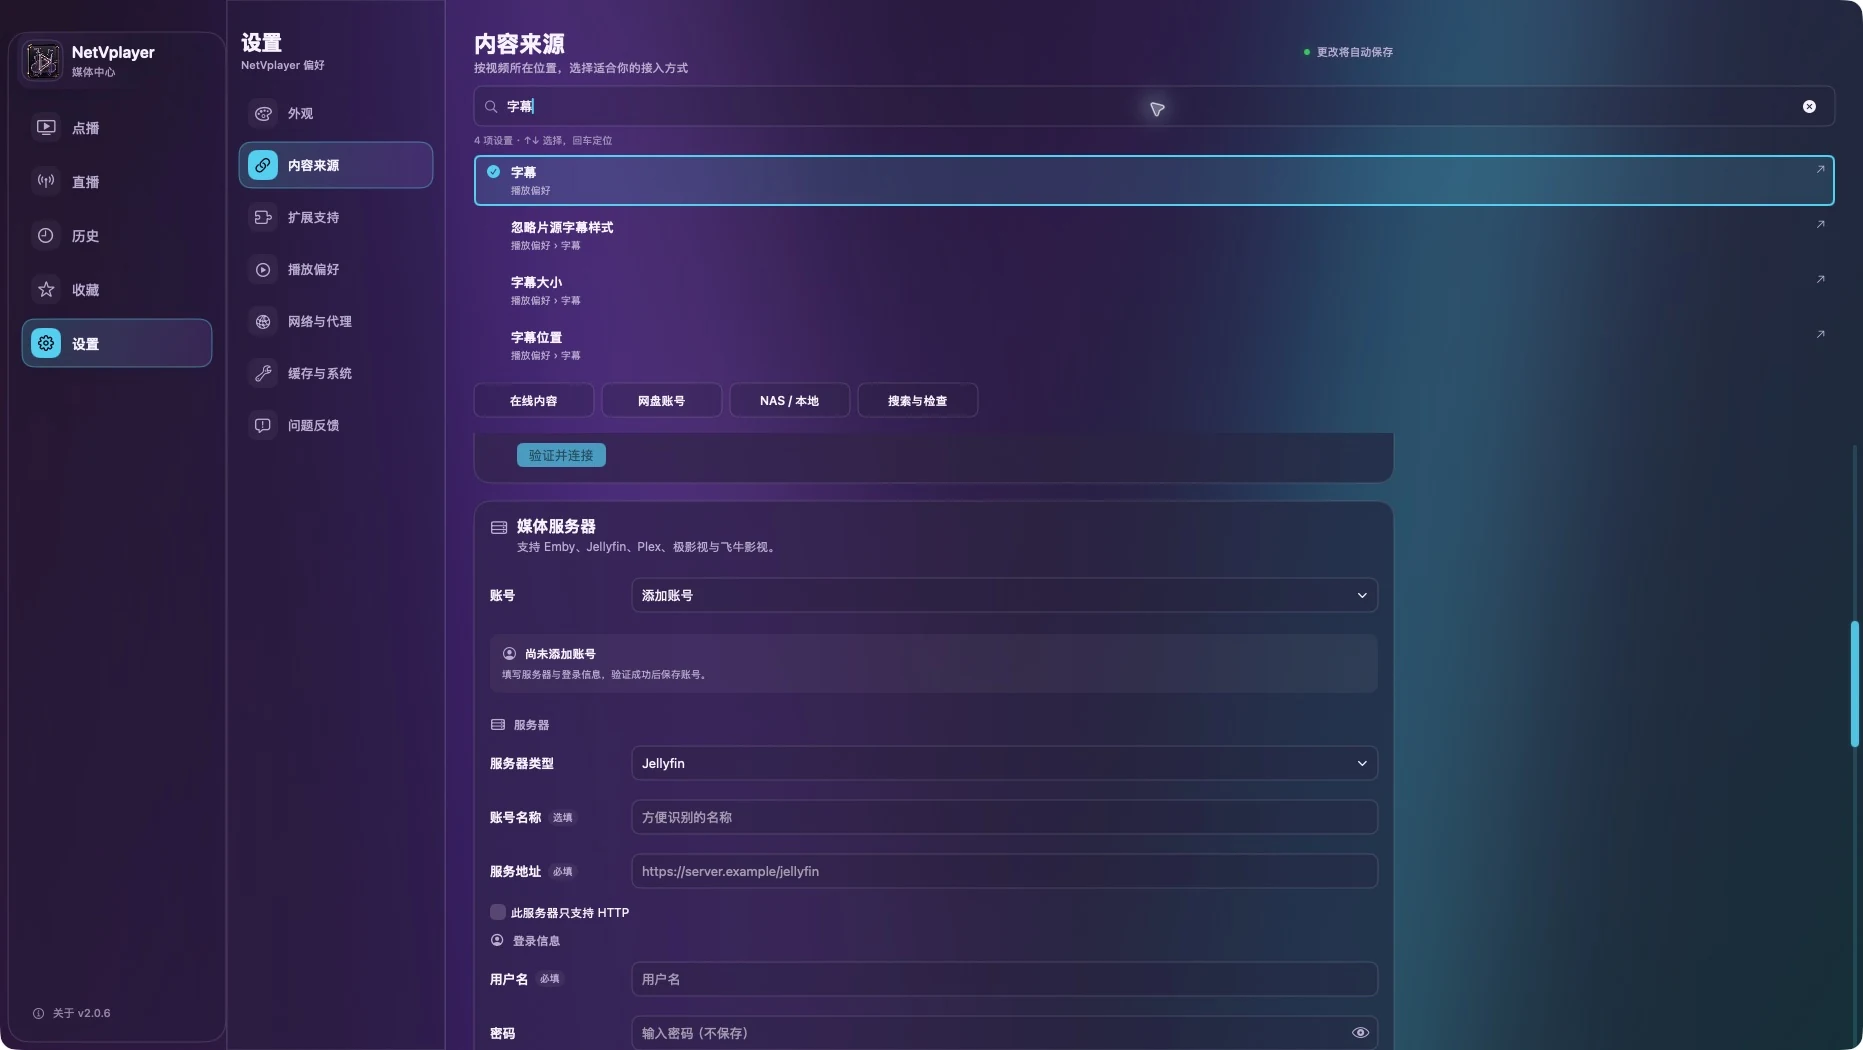 NetVplayer
媒体中心
点播
直播
历史
收藏
设置
关于 v2.0.6
设置
NetVplayer 偏好
外观
内容来源
扩展支持
播放偏好
网络与代理
缓存与系统
问题反馈
内容来源
按视频所在位置，选择适合你的接入方式
更改将自动保存
字幕
4 项设置 · ↑↓ 选择，回车定位
字幕
播放偏好
忽略片源字幕样式
播放偏好 › 字幕
字幕大小
播放偏好 › 字幕
字幕位置
播放偏好 › 字幕
在线内容 网盘账号 NAS / 本地 搜索与检查
验证并连接
媒体服务器
支持 Emby、Jellyfin、Plex、极影视与飞牛影视。
账号 添加账号
尚未添加账号
填写服务器与登录信息，验证成功后保存账号。
服务器
服务器类型 Jellyfin
账号名称 选填 方便识别的名称
服务地址 必填 https://server.example/jellyfin
此服务器只支持 HTTP
登录信息
用户名 必填 用户名
密码 输入密码（不保存）